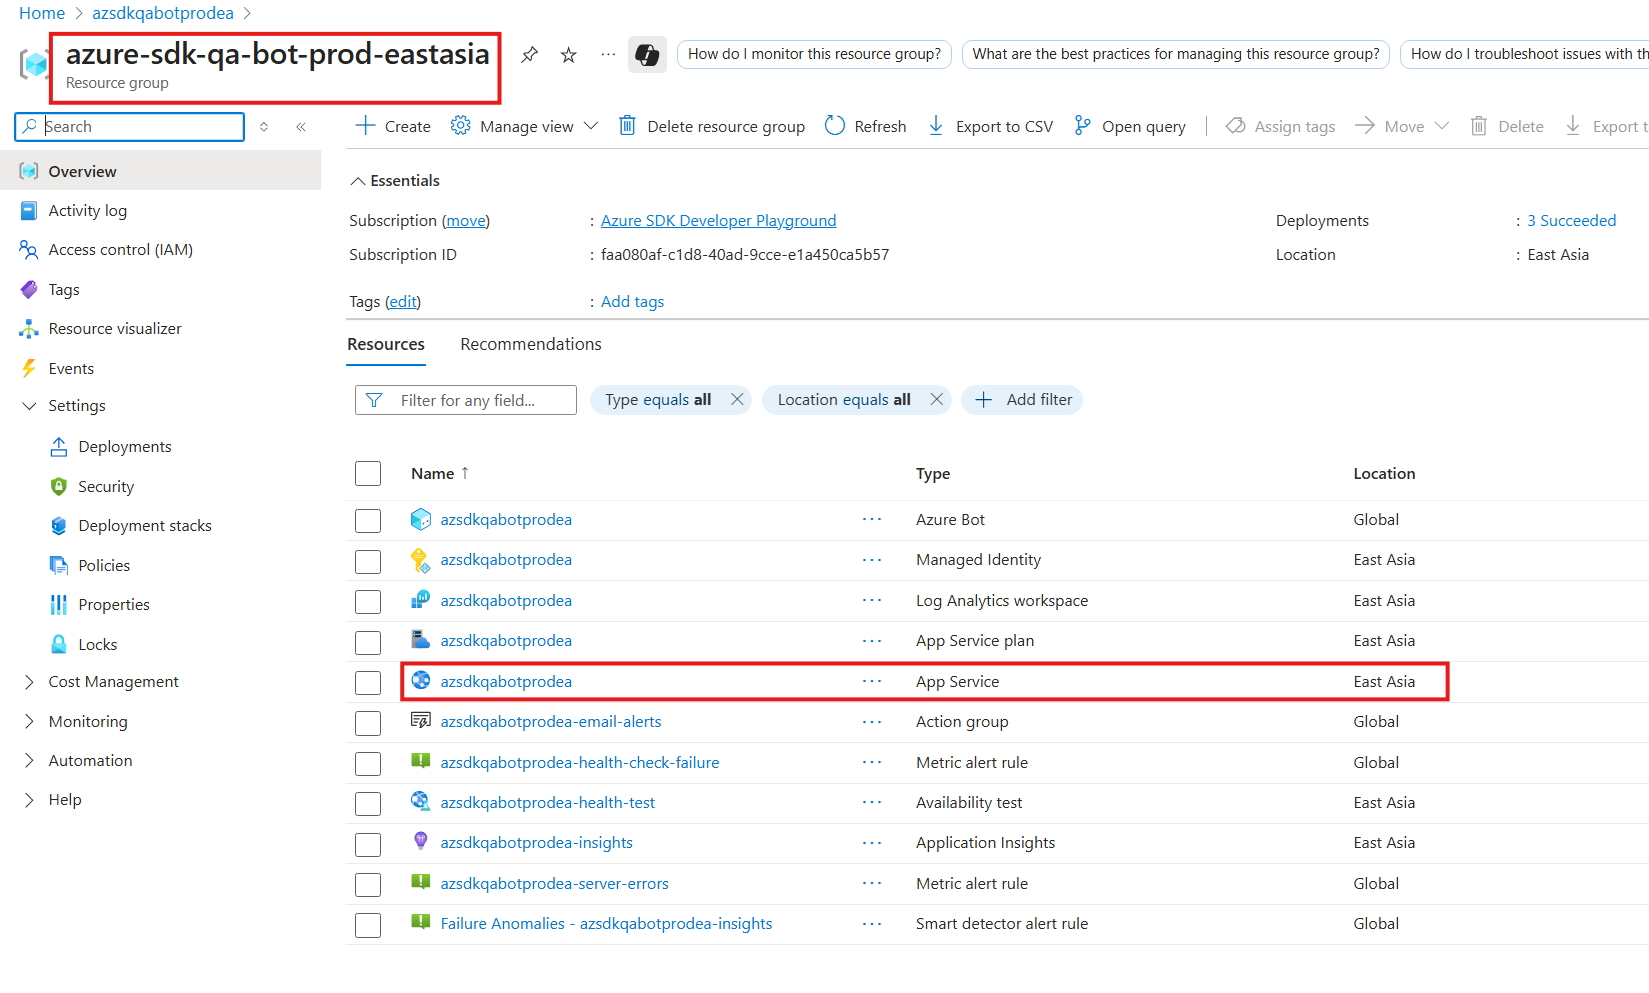 Home > azsdkqabotprodea >
azure-sdk-qa-bot-prod-eastasia
Resource group
How do I monitor this resource group?
What are the best practices for managing this resource group?
How do I troubleshoot issues with th
Search
Create
Manage view
Delete resource group
Refresh
Export to CSV
Open query
Assign tags
Move
Delete
Export t
Overview
Activity log
Access control (IAM)
Tags
Resource visualizer
Events
Settings
Deployments
Security
Deployment stacks
Policies
Properties
Locks
Cost Management
Monitoring
Automation
Help
Essentials
Subscription (move) : Azure SDK Developer Playground
Deployments : 3 Succeeded
Subscription ID : faa080af-c1d8-40ad-9cce-e1a450ca5b57
Location : East Asia
Tags (edit) : Add tags
Resources Recommendations
Filter for any field...
Type equals all
Location equals all
Add filter
Name ↑ Type Location
azsdkqabotprodea ... Azure Bot Global
azsdkqabotprodea ... Managed Identity East Asia
azsdkqabotprodea ... Log Analytics workspace East Asia
azsdkqabotprodea ... App Service plan East Asia
azsdkqabotprodea ... App Service East Asia
azsdkqabotprodea-email-alerts ... Action group Global
azsdkqabotprodea-health-check-failure ... Metric alert rule Global
azsdkqabotprodea-health-test ... Availability test East Asia
azsdkqabotprodea-insights ... Application Insights East Asia
azsdkqabotprodea-server-errors ... Metric alert rule Global
Failure Anomalies - azsdkqabotprodea-insights ... Smart detector alert rule Global